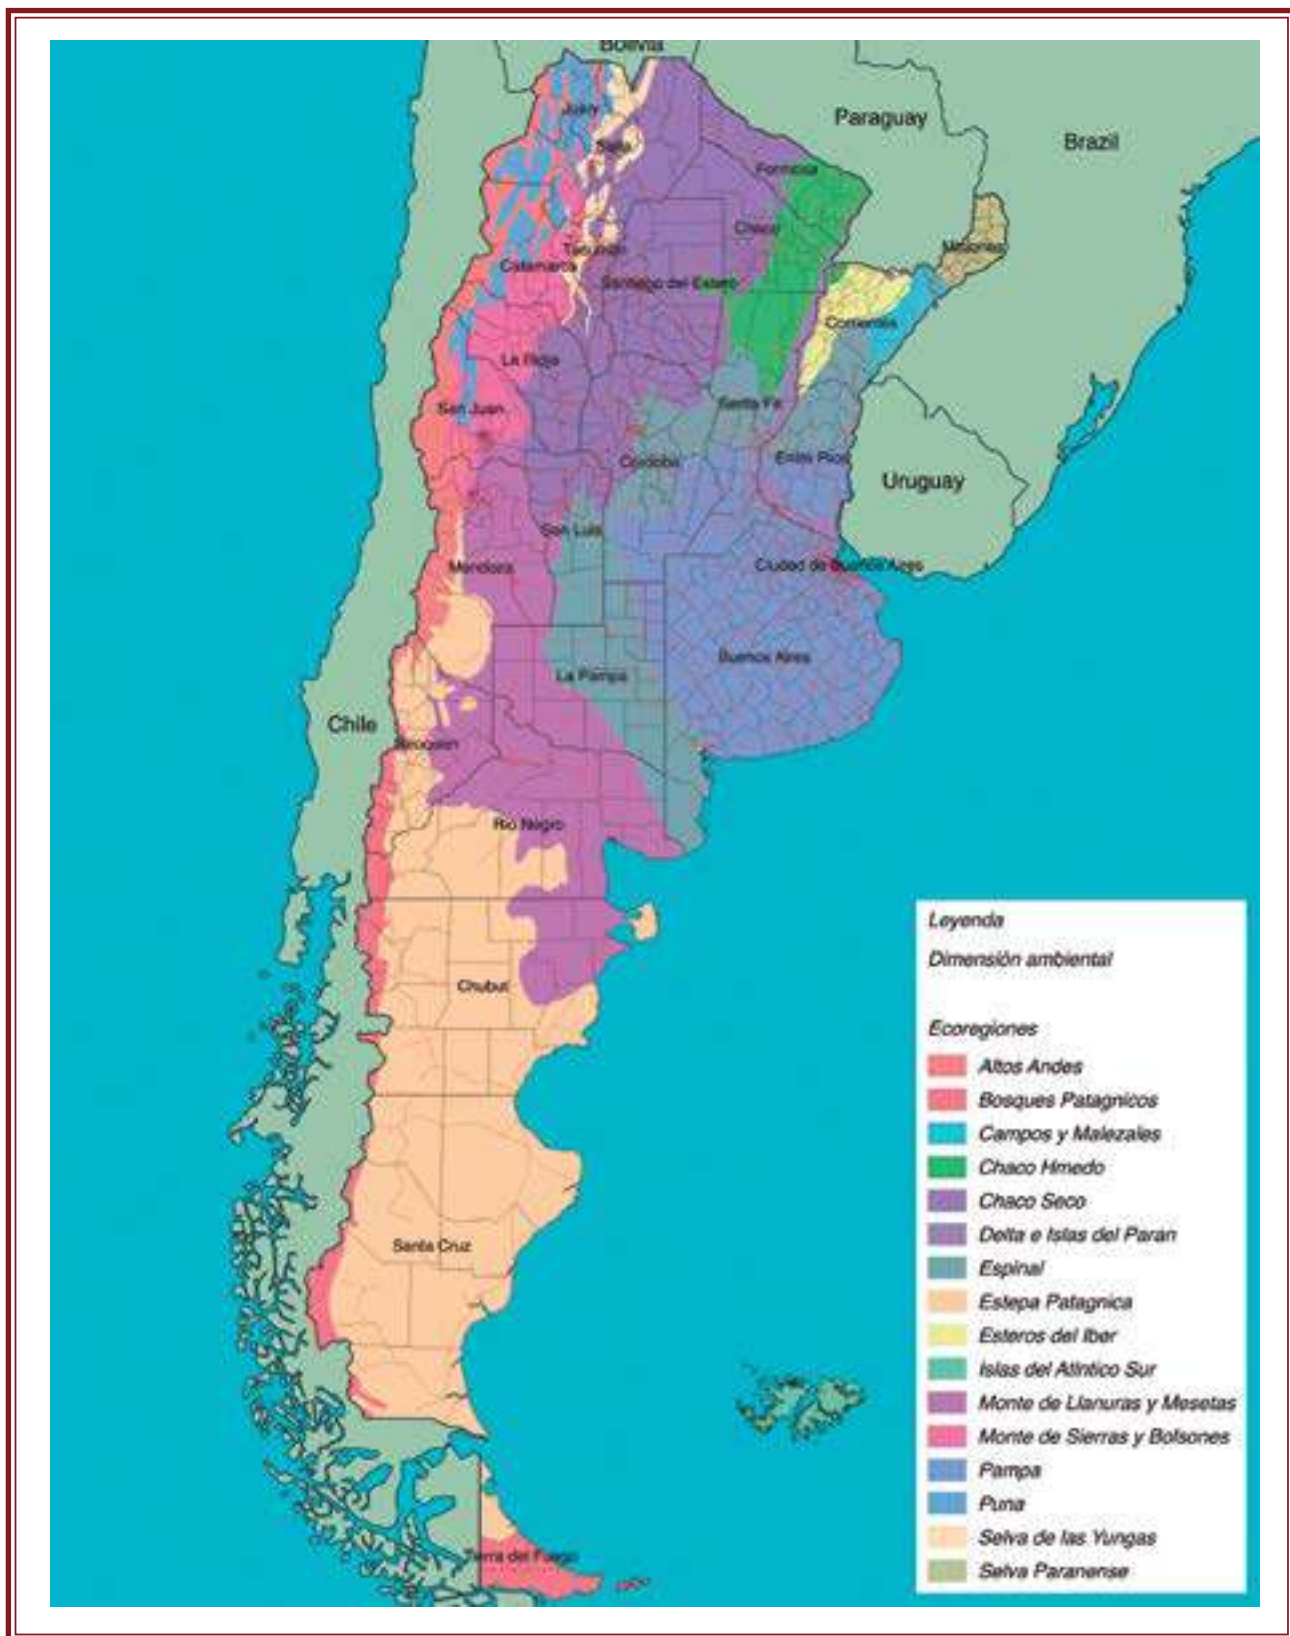 Bolivia
Paraguay
Brazil
Jujuy
Salta
Formosa
Chaco
Misiones
Tucumán
Catamarca
Santiago del Estero
Corrientes
La Rioja
San Juan
Santa Fe
Córdoba
Entre Ríos
Uruguay
San Luis
Mendoza
Ciudad de Buenos Aires
Buenos Aires
La Pampa
Chile
Neuquén
Río Negro
Chubut
Santa Cruz
Tierra del Fuego
Leyenda
Dimensión ambiental
Ecoregiones
Altos Andes
Bosques Patagnicos
Campos y Malezales
Chaco Hmedo
Chaco Seco
Delta e Islas del Paran
Espinal
Estepa Patagnica
Esteros del Iber
Islas del Atlntico Sur
Monte de Llanuras y Mesetas
Monte de Sierras y Bolsones
Pampa
Puna
Selva de las Yungas
Selva Paranense